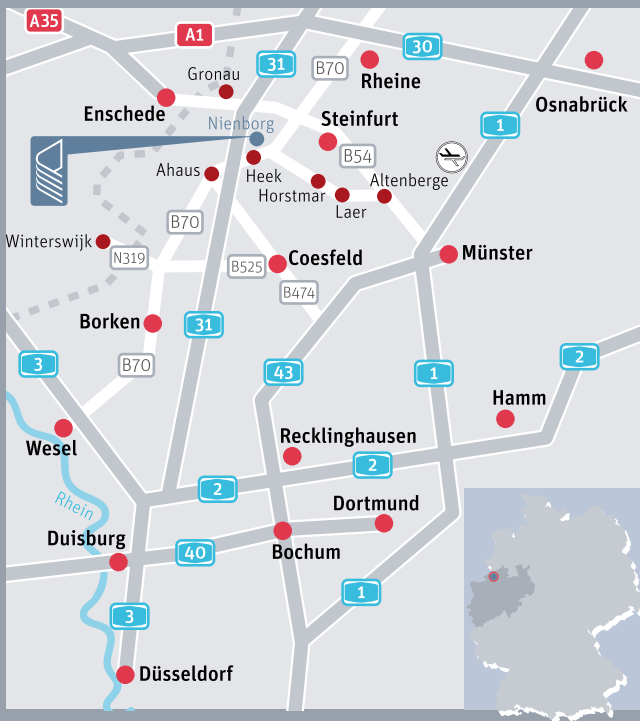 A35
A1
30
31
B70
Gronau
Rheine
Enschede
Osnabrück
Nienborg
Steinfurt
1
B54
Ahaus
Heek
Horstmar
Altenberge
Laer
B70
Winterswijk
N319
B525
Coesfeld
Münster
B474
Borken
31
3
B70
43
1
2
Hamm
Wesel
Recklinghausen
2
2
Rhein
Dortmund
Duisburg
40
Bochum
1
3
Düsseldorf